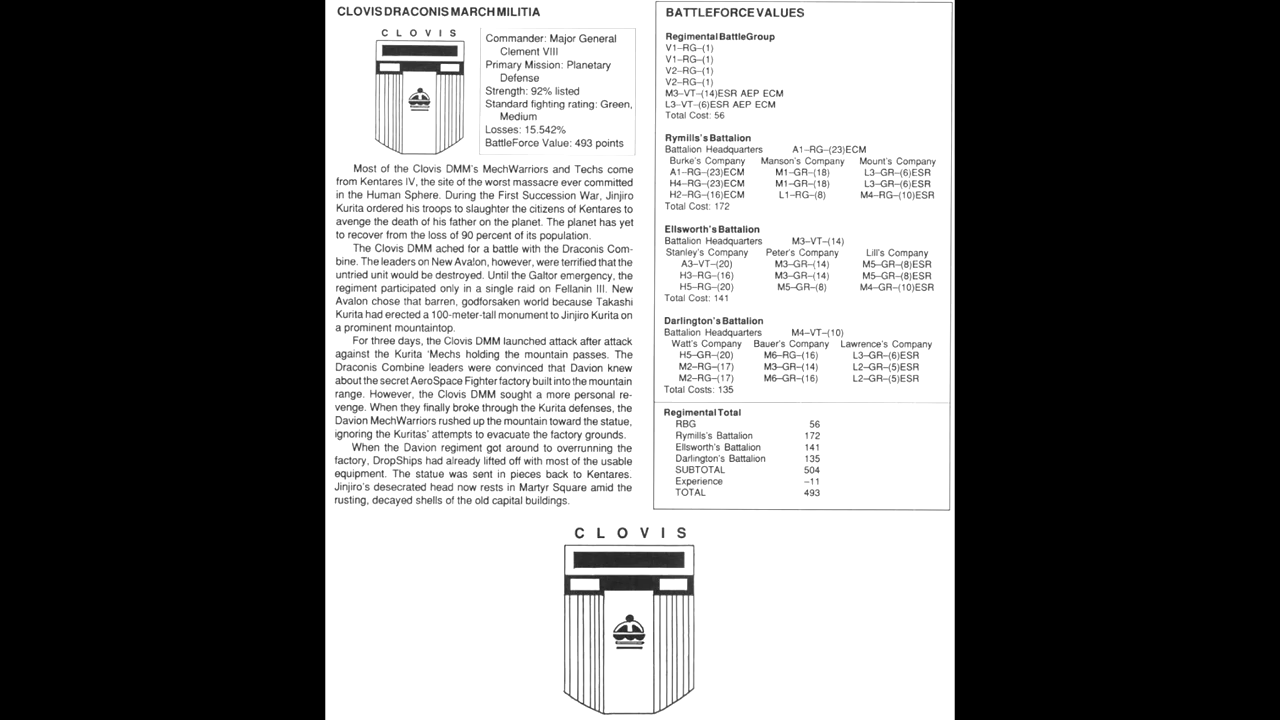 CLOVIS DRACONIS MARCH MILITIA
C L O V I S
Commander: Major General
Clement VIII
Primary Mission: Planetary
Defense
Strength: 92% listed
Standard fighting rating: Green,
Medium
Losses: 15.542%
BattleForce Value: 493 points
Most of the Clovis DMM's MechWarriors and Techs come
from Kentares IV, the site of the worst massacre ever committed
in the Human Sphere. During the First Succession War, Jinjiro
Kurita ordered his troops to slaughter the citizens of Kentares to
avenge the death of his father on the planet. The planet has yet
to recover from the loss of 90 percent of its population.
The Clovis DMM ached for a battle with the Draconis Com-
bine. The leaders on New Avalon, however, were terrified that the
untried unit would be destroyed. Until the Galtor emergency, the
regiment participated only in a single raid on Fellanin III. New
Avalon chose that barren, godforsaken world because Takashi
Kurita had erected a 100-meter-tall monument to Jinjiro Kurita on
a prominent mountaintop.
For three days, the Clovis DMM launched attack after attack
against the Kurita 'Mechs holding the mountain passes. The
Draconis Combine leaders were convinced that Davion knew
about the secret AeroSpace Fighter factory built into the mountain
range. However, the Clovis DMM sought a more personal re-
venge. When they finally broke through the Kurita defenses, the
Davion MechWarriors rushed up the mountain toward the statue,
ignoring the Kuritas' attempts to evacuate the factory grounds.
When the Davion regiment got around to overrunning the
factory, DropShips had already lifted off with most of the usable
equipment. The statue was sent in pieces back to Kentares.
Jinjiro's desecrated head now rests in Martyr Square amid the
rusting, decayed shells of the old capital buildings.
BATTLEFORCE VALUES
Regimental BattleGroup
V1–RG–(1)
V1–RG–(1)
V2–RG–(1)
V2–RG–(1)
M3–VT–(14)ESR AEP ECM
L3–VT–(6)ESR AEP ECM
Total Cost: 56
Rymills's Battalion
Battalion Headquarters A1–RG–(23)ECM
Burke's Company Manson's Company Mount's Company
A1–RG–(23)ECM M1–GR–(18) L3–GR–(6)ESR
H4–RG–(23)ECM M1–GR–(18) L3–GR–(6)ESR
H2–RG–(16)ECM L1–RG–(8) M4–RG–(10)ESR
Total Cost: 172
Ellsworth's Battalion
Battalion Headquarters M3–VT–(14)
Stanley's Company Peter's Company Lill's Company
A3–VT–(20) M3–GR–(14) M5–GR–(8)ESR
H3–RG–(16) M3–GR–(14) M5–GR–(8)ESR
H5–RG–(20) M5–GR–(8) M4–GR–(10)ESR
Total Cost: 141
Darlington's Battalion
Battalion Headquarters M4–VT–(10)
Watt's Company Bauer's Company Lawrence's Company
H5–GR–(20) M6–RG–(16) L3–GR–(6)ESR
M2–RG–(17) M3–GR–(14) L2–GR–(5)ESR
M2–RG–(17) M6–GR–(16) L2–GR–(5)ESR
Total Costs: 135
Regimental Total
RBG 56
Rymills's Battalion 172
Ellsworth's Battalion 141
Darlington's Battalion 135
SUBTOTAL 504
Experience –11
TOTAL 493
C L O V I S